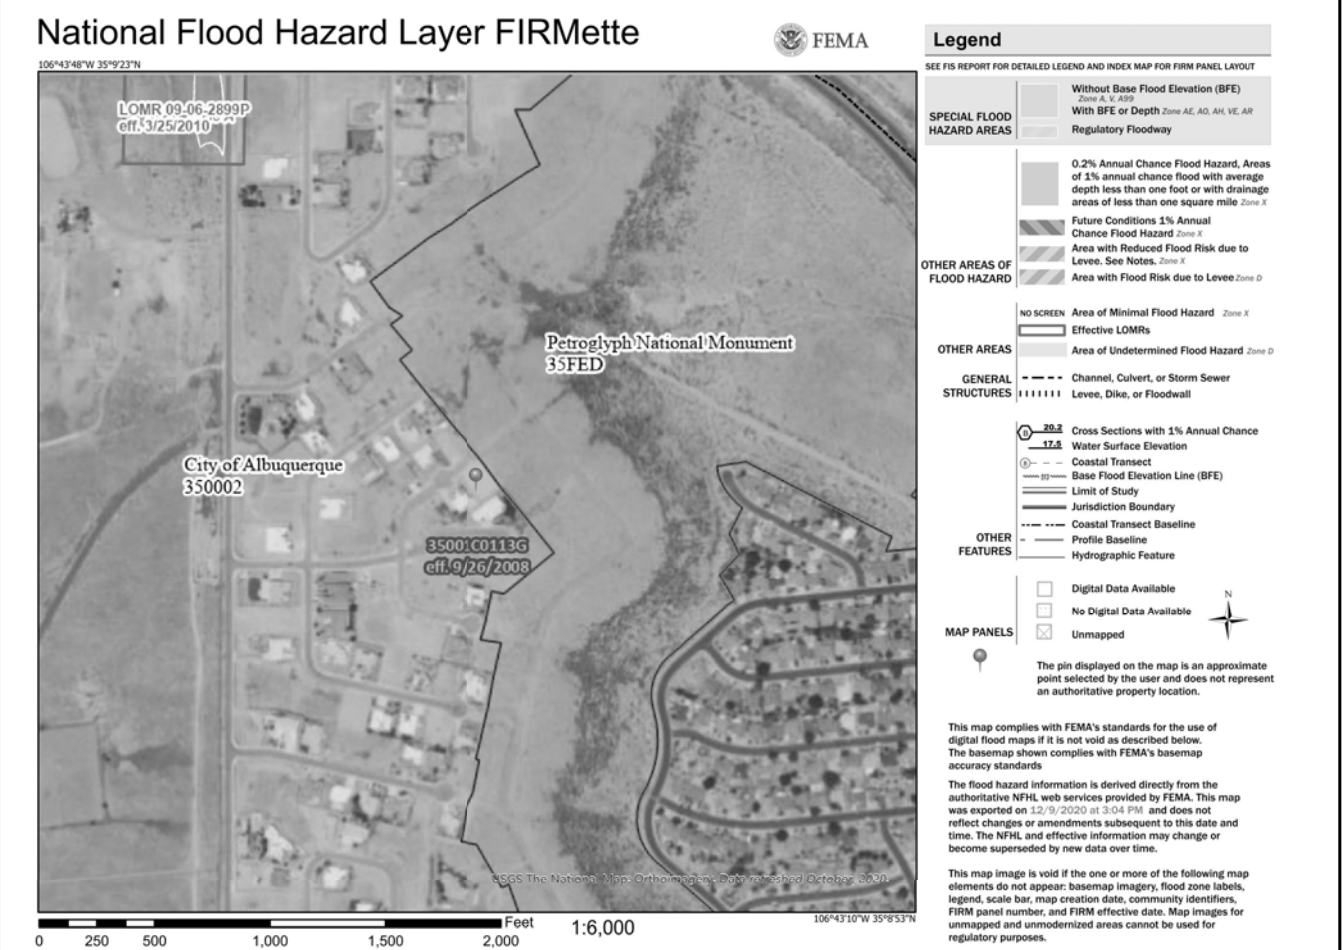 National Flood Hazard Layer FIRMette
FEMA
106°43'48"W 35°9'23"N
LOMR 09-06-2899P
eff. 3/25/2010
Petroglyph National Monument
35FED
City of Albuquerque
350002
35001C0113G
eff. 9/26/2008
USGS The National Map: Orthoimagery. Data refreshed October, 2020.
106°43'10"W 35°8'53"N
0 250 500 1,000 1,500 2,000
Feet
1:6,000
Legend
SEE FIS REPORT FOR DETAILED LEGEND AND INDEX MAP FOR FIRM PANEL LAYOUT
SPECIAL FLOOD
HAZARD AREAS
Without Base Flood Elevation (BFE)
Zone A, V, A99
With BFE or Depth Zone AE, AO, AH, VE, AR
Regulatory Floodway
0.2% Annual Chance Flood Hazard, Areas
of 1% annual chance flood with average
depth less than one foot or with drainage
areas of less than one square mile Zone X
Future Conditions 1% Annual
Chance Flood Hazard Zone X
Area with Reduced Flood Risk due to
Levee. See Notes. Zone X
Area with Flood Risk due to Levee Zone D
OTHER AREAS OF
FLOOD HAZARD
NO SCREEN Area of Minimal Flood Hazard Zone X
Effective LOMRs
OTHER AREAS
Area of Undetermined Flood Hazard Zone D
GENERAL
STRUCTURES
Channel, Culvert, or Storm Sewer
Levee, Dike, or Floodwall
B 20.2 Cross Sections with 1% Annual Chance
17.5 Water Surface Elevation
8 Coastal Transect
513 Base Flood Elevation Line (BFE)
Limit of Study
Jurisdiction Boundary
Coastal Transect Baseline
OTHER
FEATURES
Profile Baseline
Hydrographic Feature
Digital Data Available
No Digital Data Available
Unmapped
MAP PANELS
N
The pin displayed on the map is an approximate
point selected by the user and does not represent
an authoritative property location.
This map complies with FEMA's standards for the use of
digital flood maps if it is not void as described below.
The basemap shown complies with FEMA's basemap
accuracy standards
The flood hazard information is derived directly from the
authoritative NFHL web services provided by FEMA. This map
was exported on 12/9/2020 at 3:04 PM and does not
reflect changes or amendments subsequent to this date and
time. The NFHL and effective information may change or
become superseded by new data over time.
This map image is void if the one or more of the following map
elements do not appear: basemap imagery, flood zone labels,
legend, scale bar, map creation date, community identifiers,
FIRM panel number, and FIRM effective date. Map images for
unmapped and unmodernized areas cannot be used for
regulatory purposes.